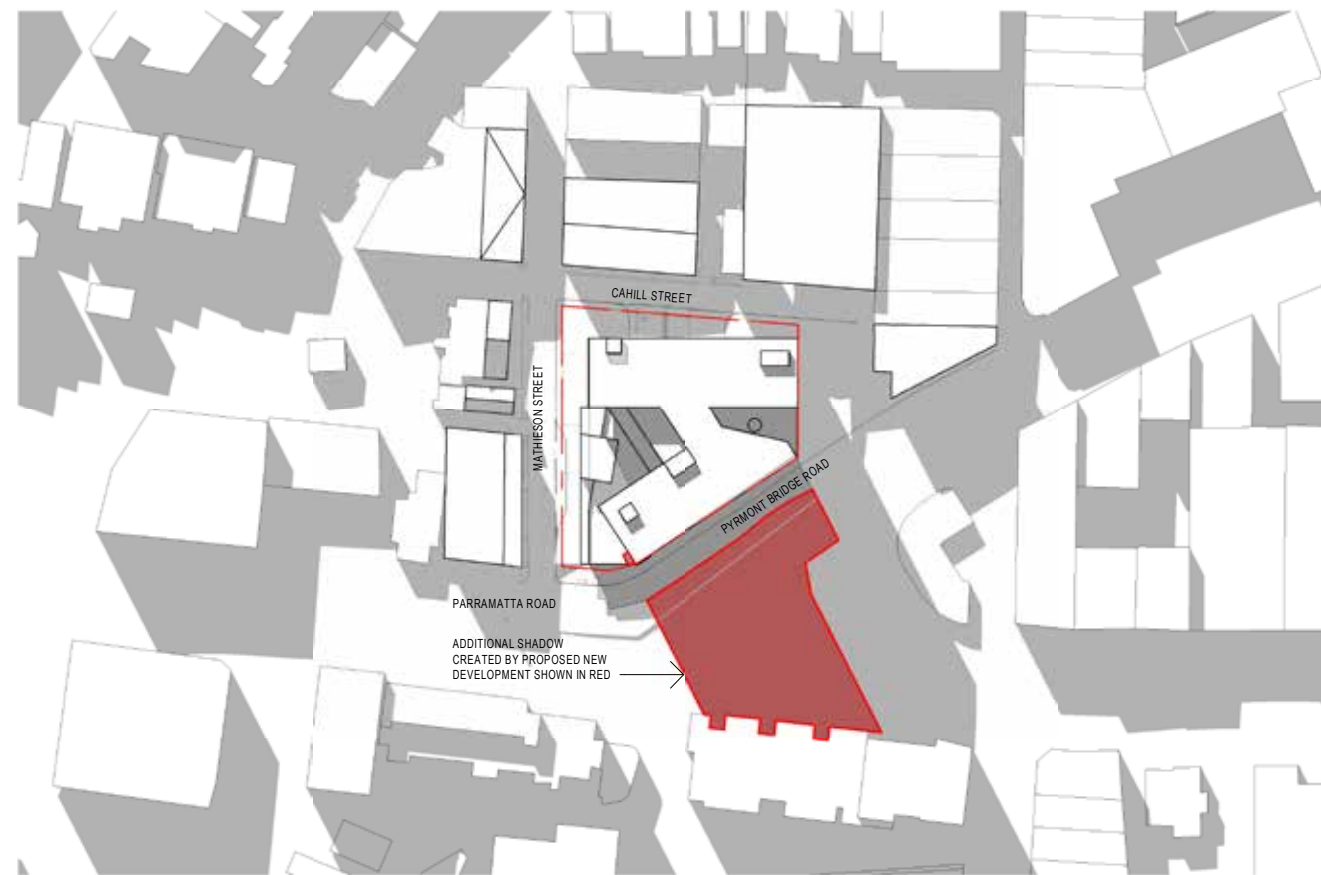 CAHILL STREET
MATHIESON STREET
PYRMONT BRIDGE ROAD
PARRAMATTA ROAD
ADDITIONAL SHADOW
CREATED BY PROPOSED NEW
DEVELOPMENT SHOWN IN RED